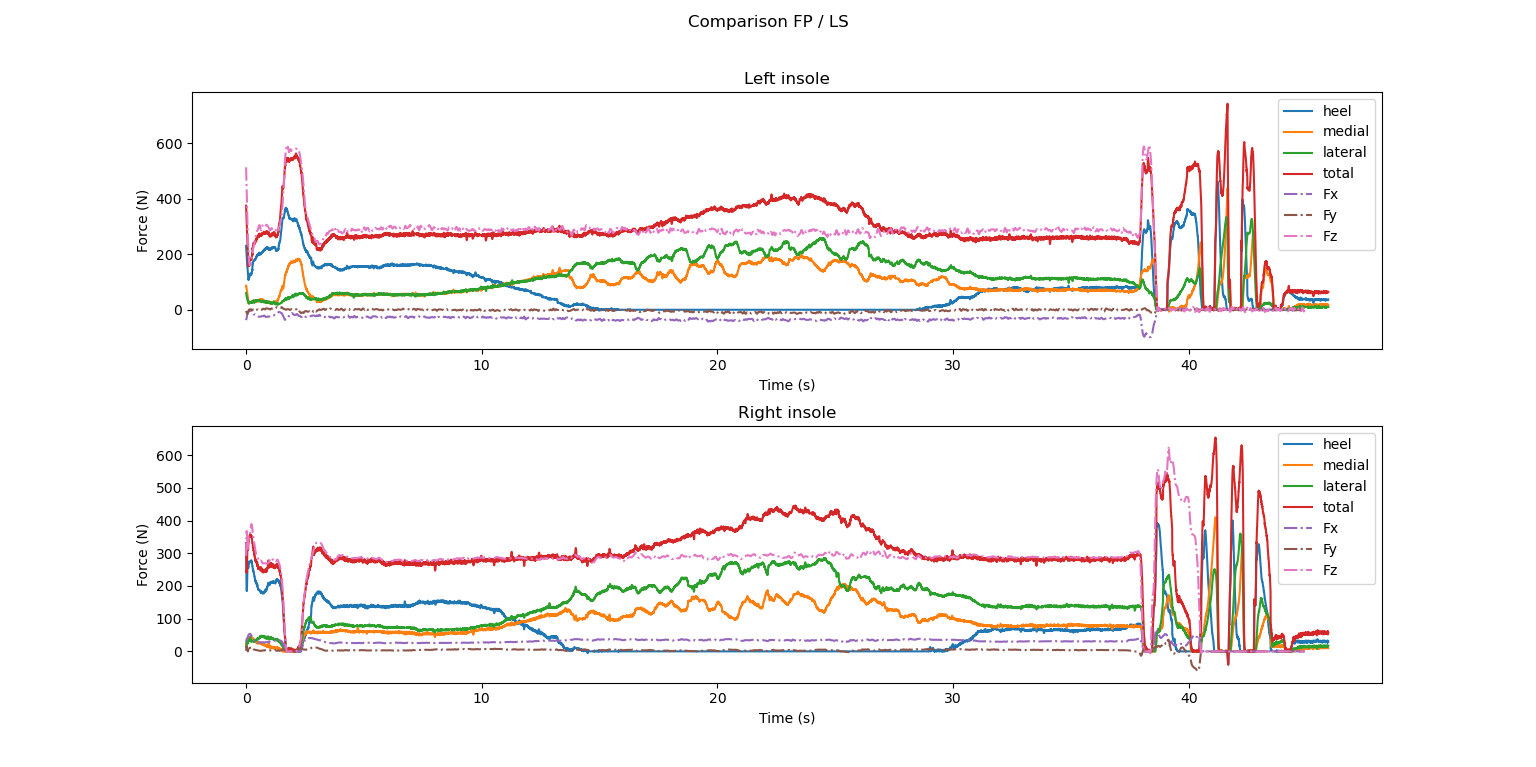 Comparison FP / LS
Left insole
Force (N)
600
400
200
0
heel
medial
lateral
total
Fx
Fy
Fz
0
10
20
30
40
Time (s)
Right insole
Force (N)
600
500
400
300
200
100
0
heel
medial
lateral
total
Fx
Fy
Fz
0
10
20
30
40
Time (s)